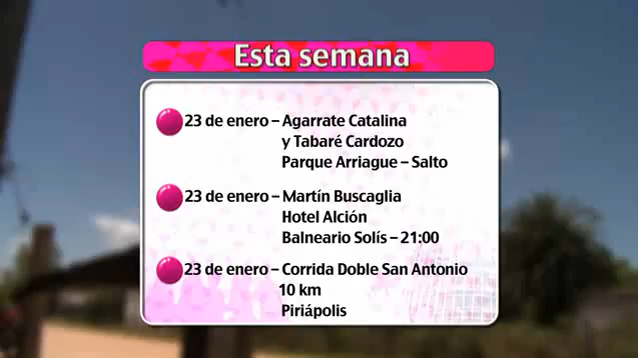 Esta semana
23 de enero – Agarrate Catalina
y Tabaré Cardozo
Parque Arriague – Salto
23 de enero – Martín Buscaglia
Hotel Alción
Balneario Solís – 21:00
23 de enero – Corrida Doble San Antonio
10 km
Piriápolis